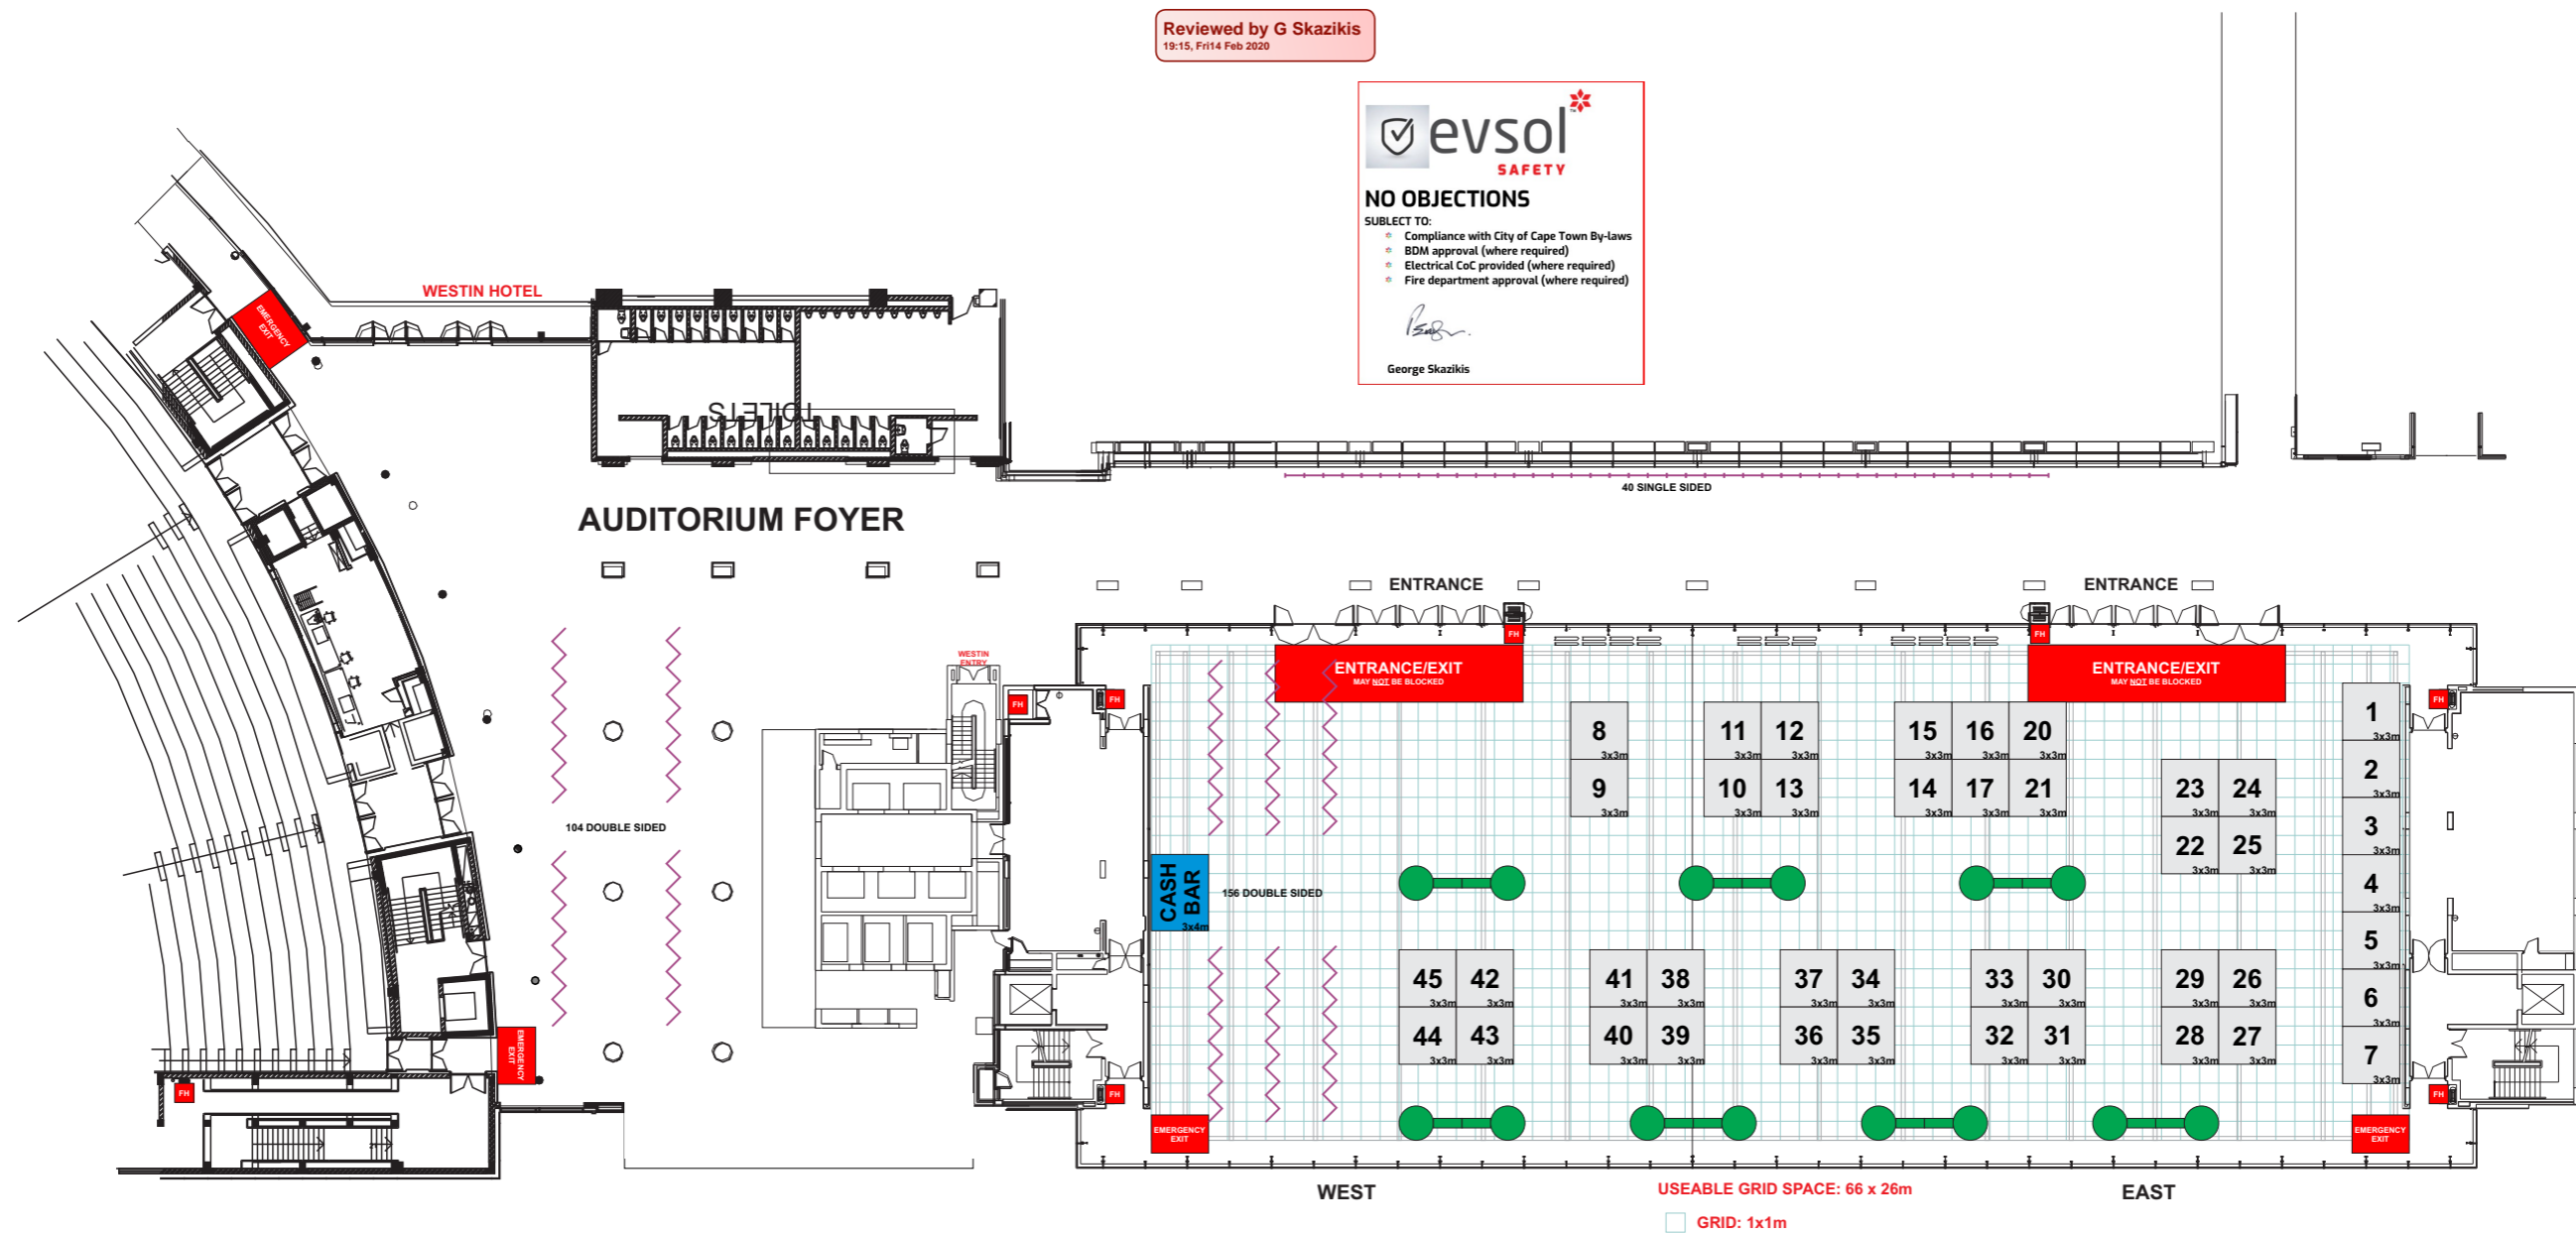 Reviewed by G Skazikis
19:15, Fri14 Feb 2020
evsol
SAFETY
NO OBJECTIONS
SUBLECT TO:
Compliance with City of Cape Town By-laws
BDM approval (where required)
Electrical CoC provided (where required)
Fire department approval (where required)
George Skazikis
WESTIN HOTEL
EMERGENCY
EXIT
TOILETS
40 SINGLE SIDED
AUDITORIUM FOYER
ENTRANCE
ENTRANCE
FH
FH
WESTIN
ENTRY
ENTRANCE/EXIT
MAY NOT BE BLOCKED
ENTRANCE/EXIT
MAY NOT BE BLOCKED
FH
FH
FH
1
3x3m
8
3x3m
11
3x3m
12
3x3m
15
3x3m
16
3x3m
20
3x3m
2
3x3m
9
3x3m
10
3x3m
13
3x3m
14
3x3m
17
3x3m
21
3x3m
23
3x3m
24
3x3m
3
3x3m
22
3x3m
25
3x3m
104 DOUBLE SIDED
4
3x3m
CASH
BAR
3x4m
156 DOUBLE SIDED
5
3x3m
45
3x3m
42
3x3m
41
3x3m
38
3x3m
37
3x3m
34
3x3m
33
3x3m
30
3x3m
29
3x3m
26
3x3m
6
3x3m
44
3x3m
43
3x3m
40
3x3m
39
3x3m
36
3x3m
35
3x3m
32
3x3m
31
3x3m
28
3x3m
27
3x3m
7
3x3m
EMERGENCY
EXIT
FH
FH
FH
EMERGENCY
EXIT
EMERGENCY
EXIT
WEST
USEABLE GRID SPACE: 66 x 26m
EAST
GRID: 1x1m